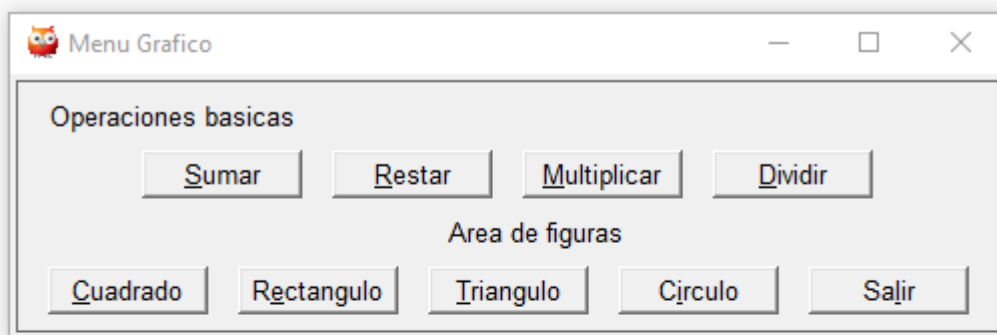 Menu Grafico
Operaciones basicas
Sumar Restar Multiplicar Dividir
Area de figuras
Cuadrado Rectangulo Triangulo Circulo Salir